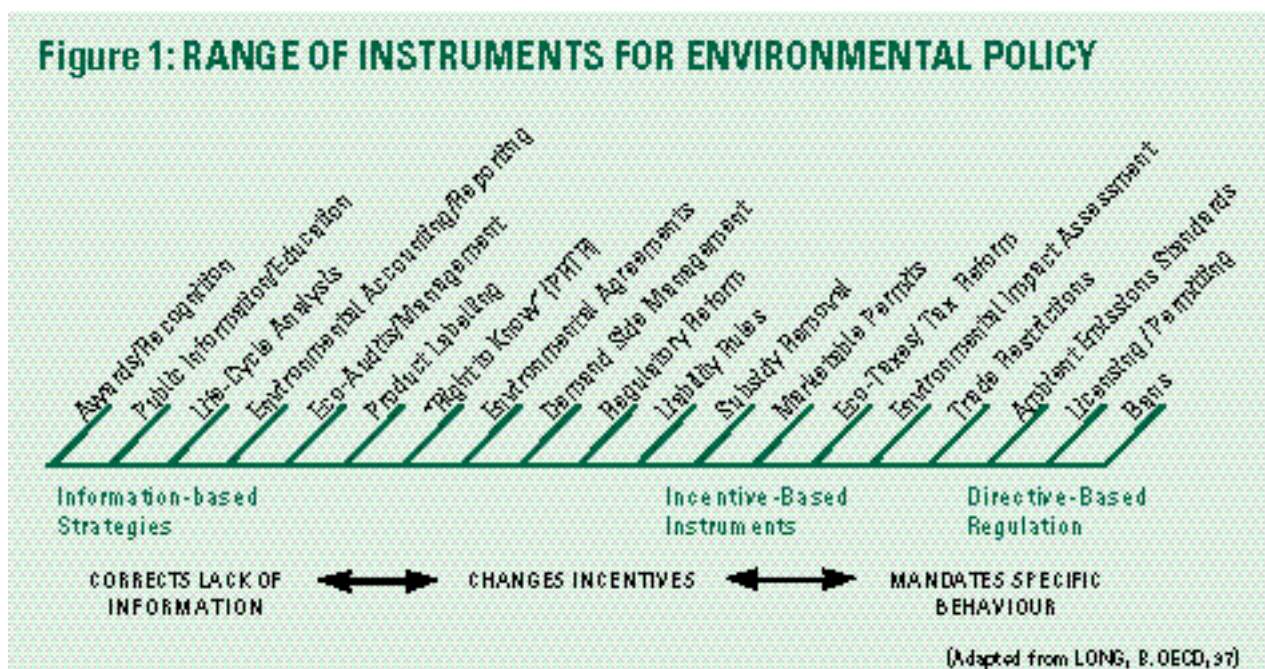 Figure 1: RANGE OF INSTRUMENTS FOR ENVIRONMENTAL POLICY
Awards/Recognition
Public Information/Education
Life-Cycle Analysis
Environmental Accounting/Reporting
Eco-Audits/Management
Product Labelling
"Right to Know" (PRTR)
Environmental Agreements
Demand Side Management
Regulatory Reform
Liability Rules
Subsidy Removal
Marketable Permits
Eco-Taxes/ Tax Reform
Environmental Impact Assessment
Trade Restrictions
Ambient Emissions Standards
Licensing / Permitting
Bans
Information-based
Strategies
Incentive-Based
Instruments
Directive-Based
Regulation
CORRECTS LACK OF
INFORMATION
CHANGES INCENTIVES
MANDATES SPECIFIC
BEHAVIOUR
(Adapted from LONG, B. OECD, 97)